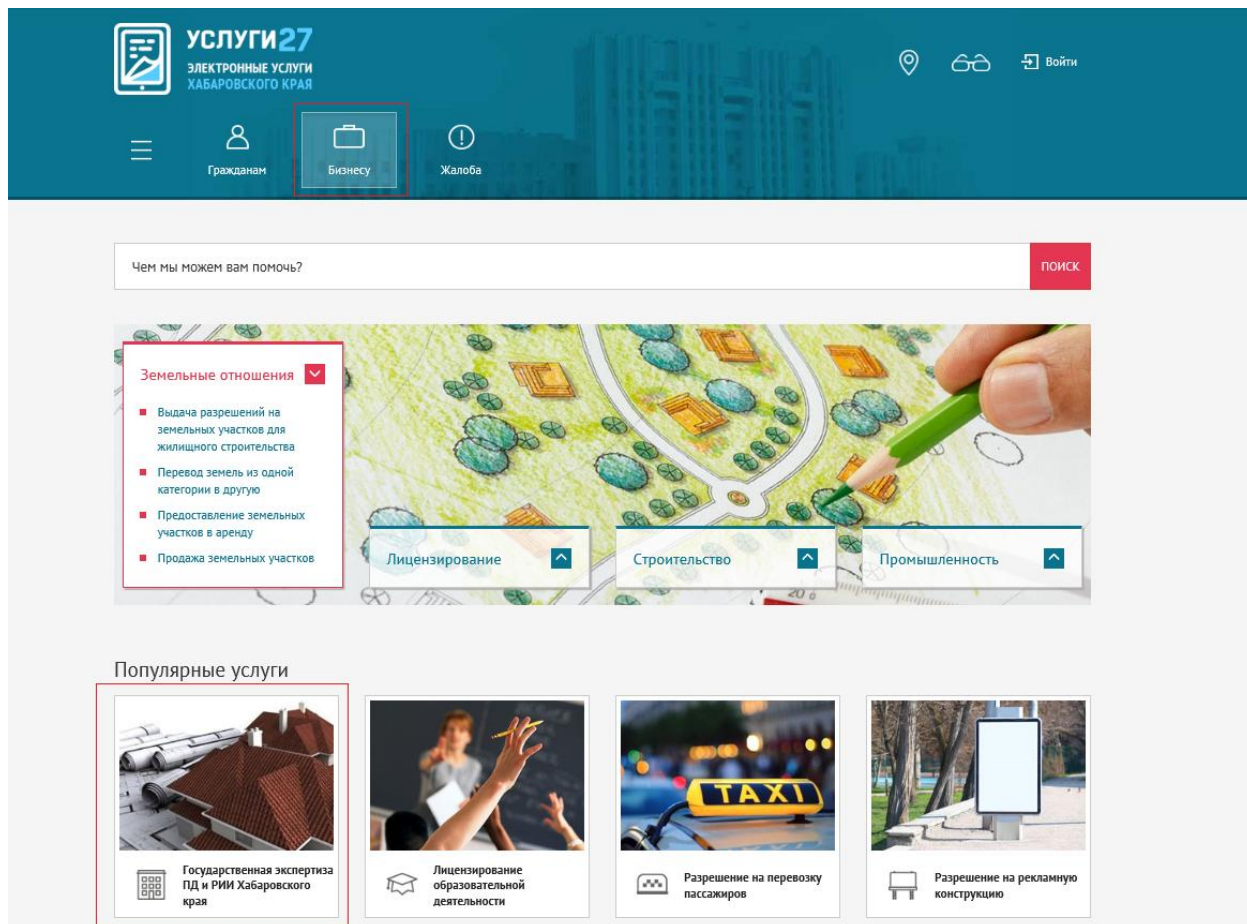 УСЛУГИ27
ЭЛЕКТРОННЫЕ УСЛУГИ
ХАБАРОВСКОГО КРАЯ
Войти
Гражданам
Бизнесу
Жалоба
Чем мы можем вам помочь?
ПОИСК
Земельные отношения
Выдача разрешений на
земельных участков для
жилищного строительства
Перевод земель из одной
категории в другую
Предоставление земельных
участков в аренду
Продажа земельных участков
Лицензирование
Строительство
Промышленность
20
Популярные услуги
TAXI
Государственная экспертиза
ПД и РИИ Хабаровского
края
Лицензирование
образовательной
деятельности
Разрешение на перевозку
пассажиров
Разрешение на рекламную
конструкцию